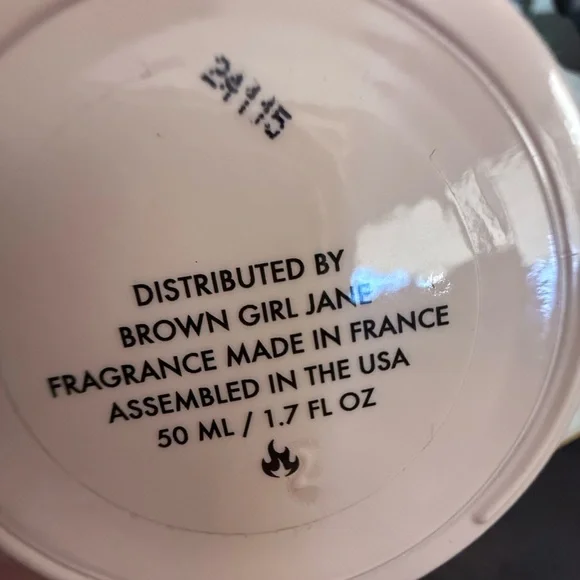 24115
DISTRIBUTED BY
BROWN GIRL JANE
FRAGRANCE MADE IN FRANCE
ASSEMBLED IN THE USA
50 ML / 1.7 FL OZ
2